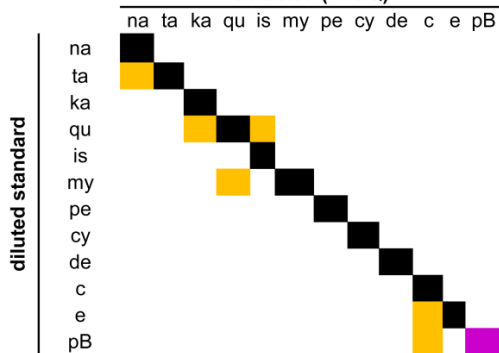 na ta ka qu is my pe cy de c e pB
diluted standard
na
ta
ka
qu
is
my
pe
cy
de
c
e
pB